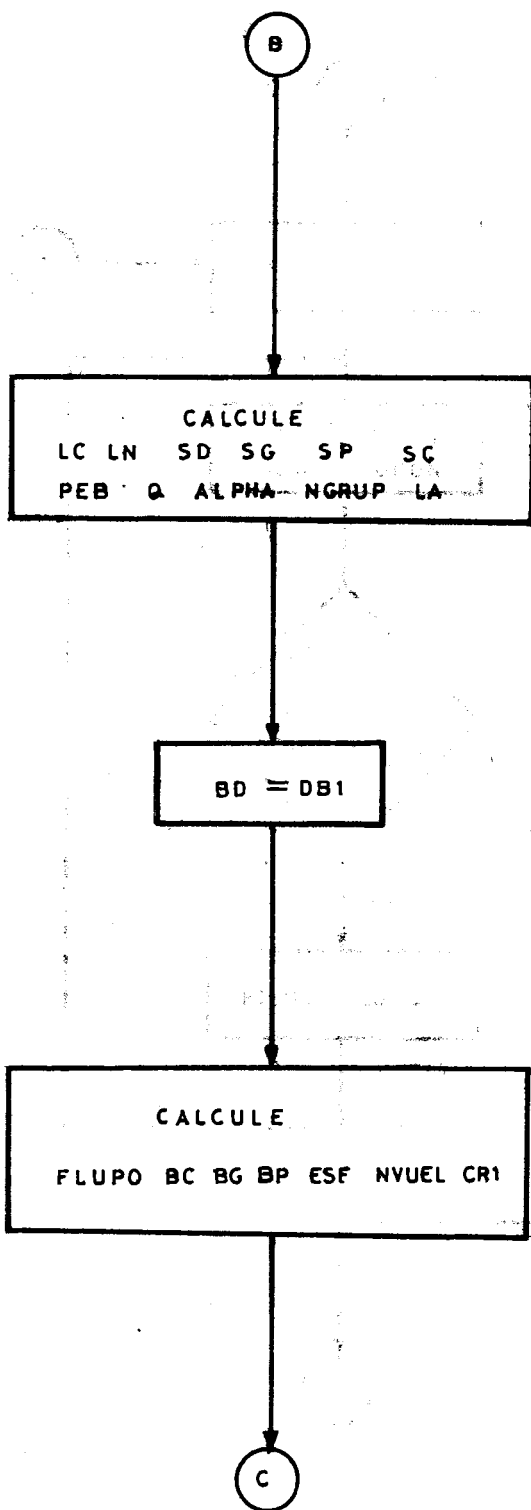 B
CALCULE
LC LN SD SG SP SC
PEB Q ALPHA NGRUP LA
BD = DB1
CALCULE
FLUPO BC BG BP ESF NVUEL CR1
C